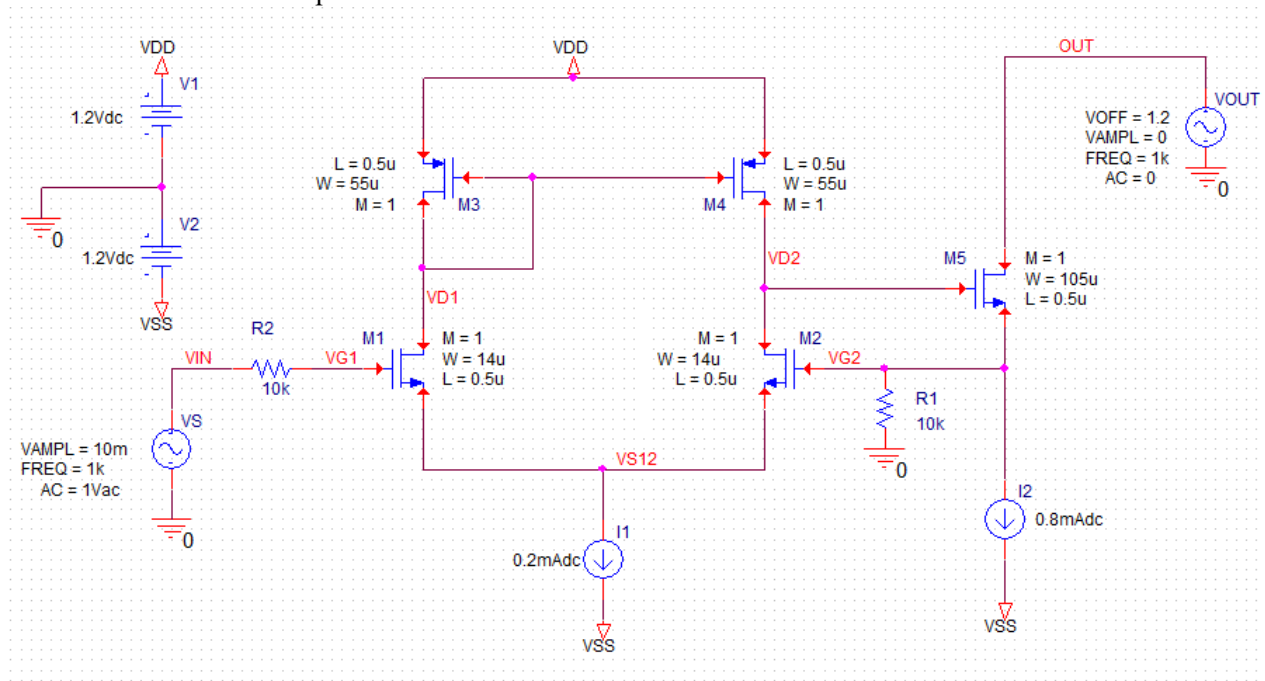 VDD
V1
1.2Vdc
0
V2
1.2Vdc
VSS
VDD
L = 0.5u
W = 55u
M = 1
M3
L = 0.5u
W = 55u
M = 1
M4
OUT
VOUT
VOFF = 1.2
VAMPL = 0
FREQ = 1k
AC = 0
0
VD1
VD2
M5
M = 1
W = 105u
L = 0.5u
R2
VIN
VG1
10k
M1
M = 1
W = 14u
L = 0.5u
M = 1
W = 14u
L = 0.5u
M2
VG2
R1
10k
0
VS
VAMPL = 10m
FREQ = 1k
AC = 1Vac
0
VS12
I1
0.2mAdc
VSS
I2
0.8mAdc
VSS